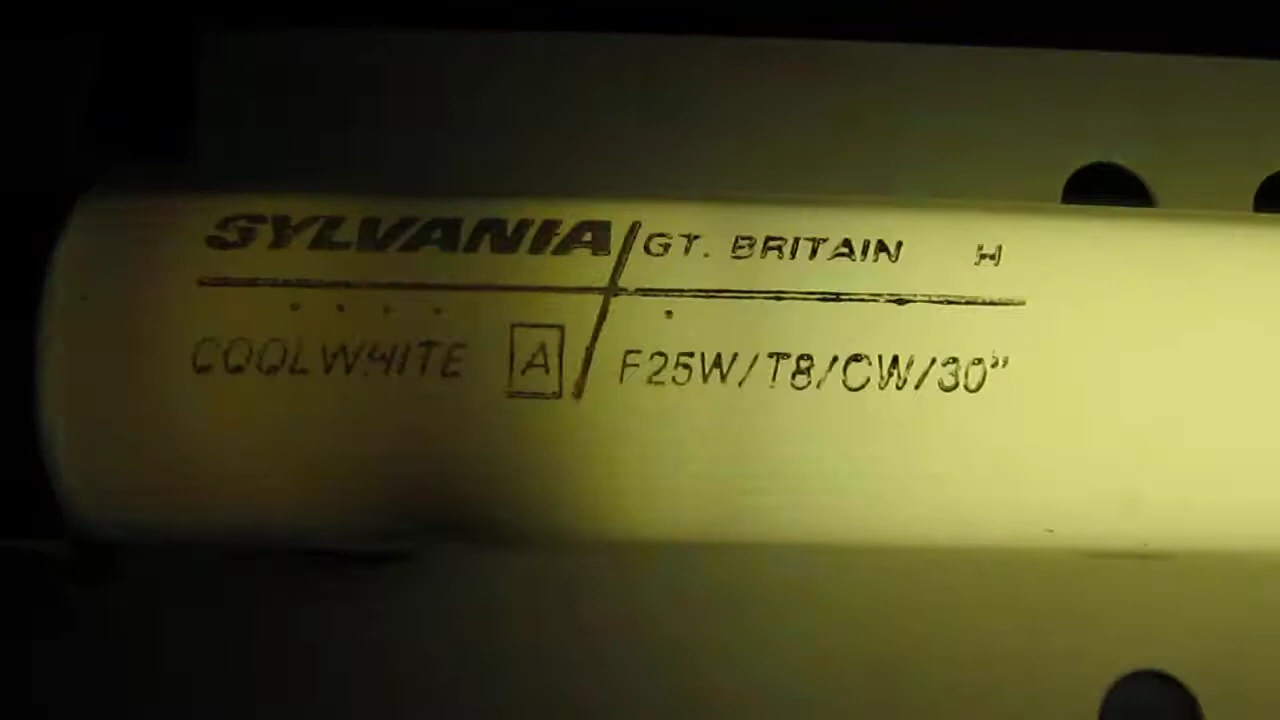 SYLVANIA GT. BRITAIN H
COOLWHITE A F25W/T8/CW/30”